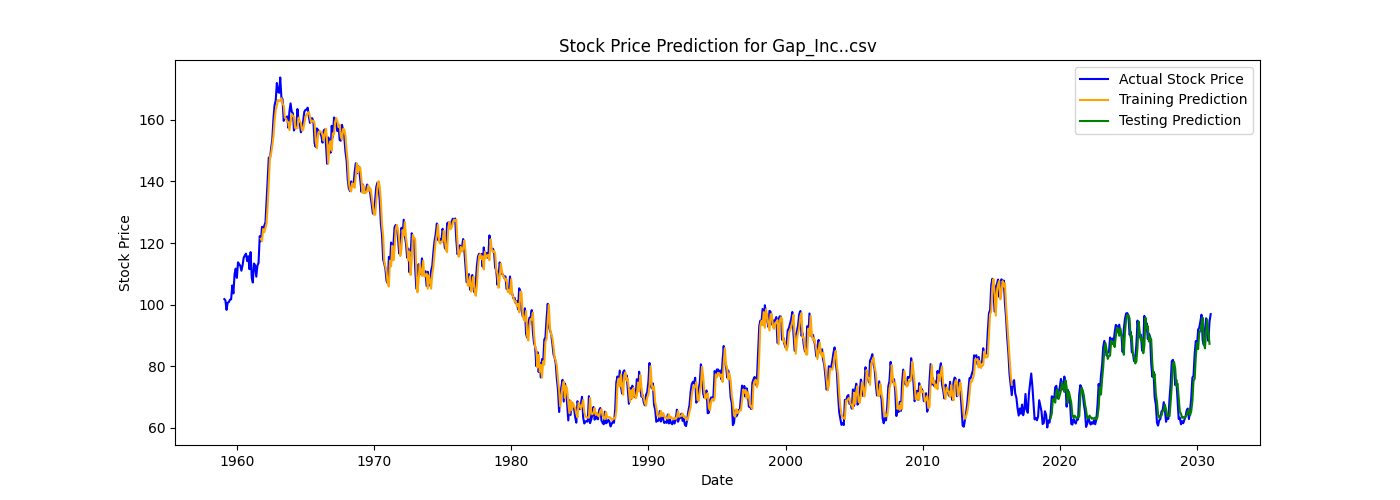 Stock Price Prediction for Gap_Inc..csv
Actual Stock Price
Training Prediction
Testing Prediction
Stock Price
160
140
120
100
80
60
1960
1970
1980
1990
2000
2010
2020
2030
Date